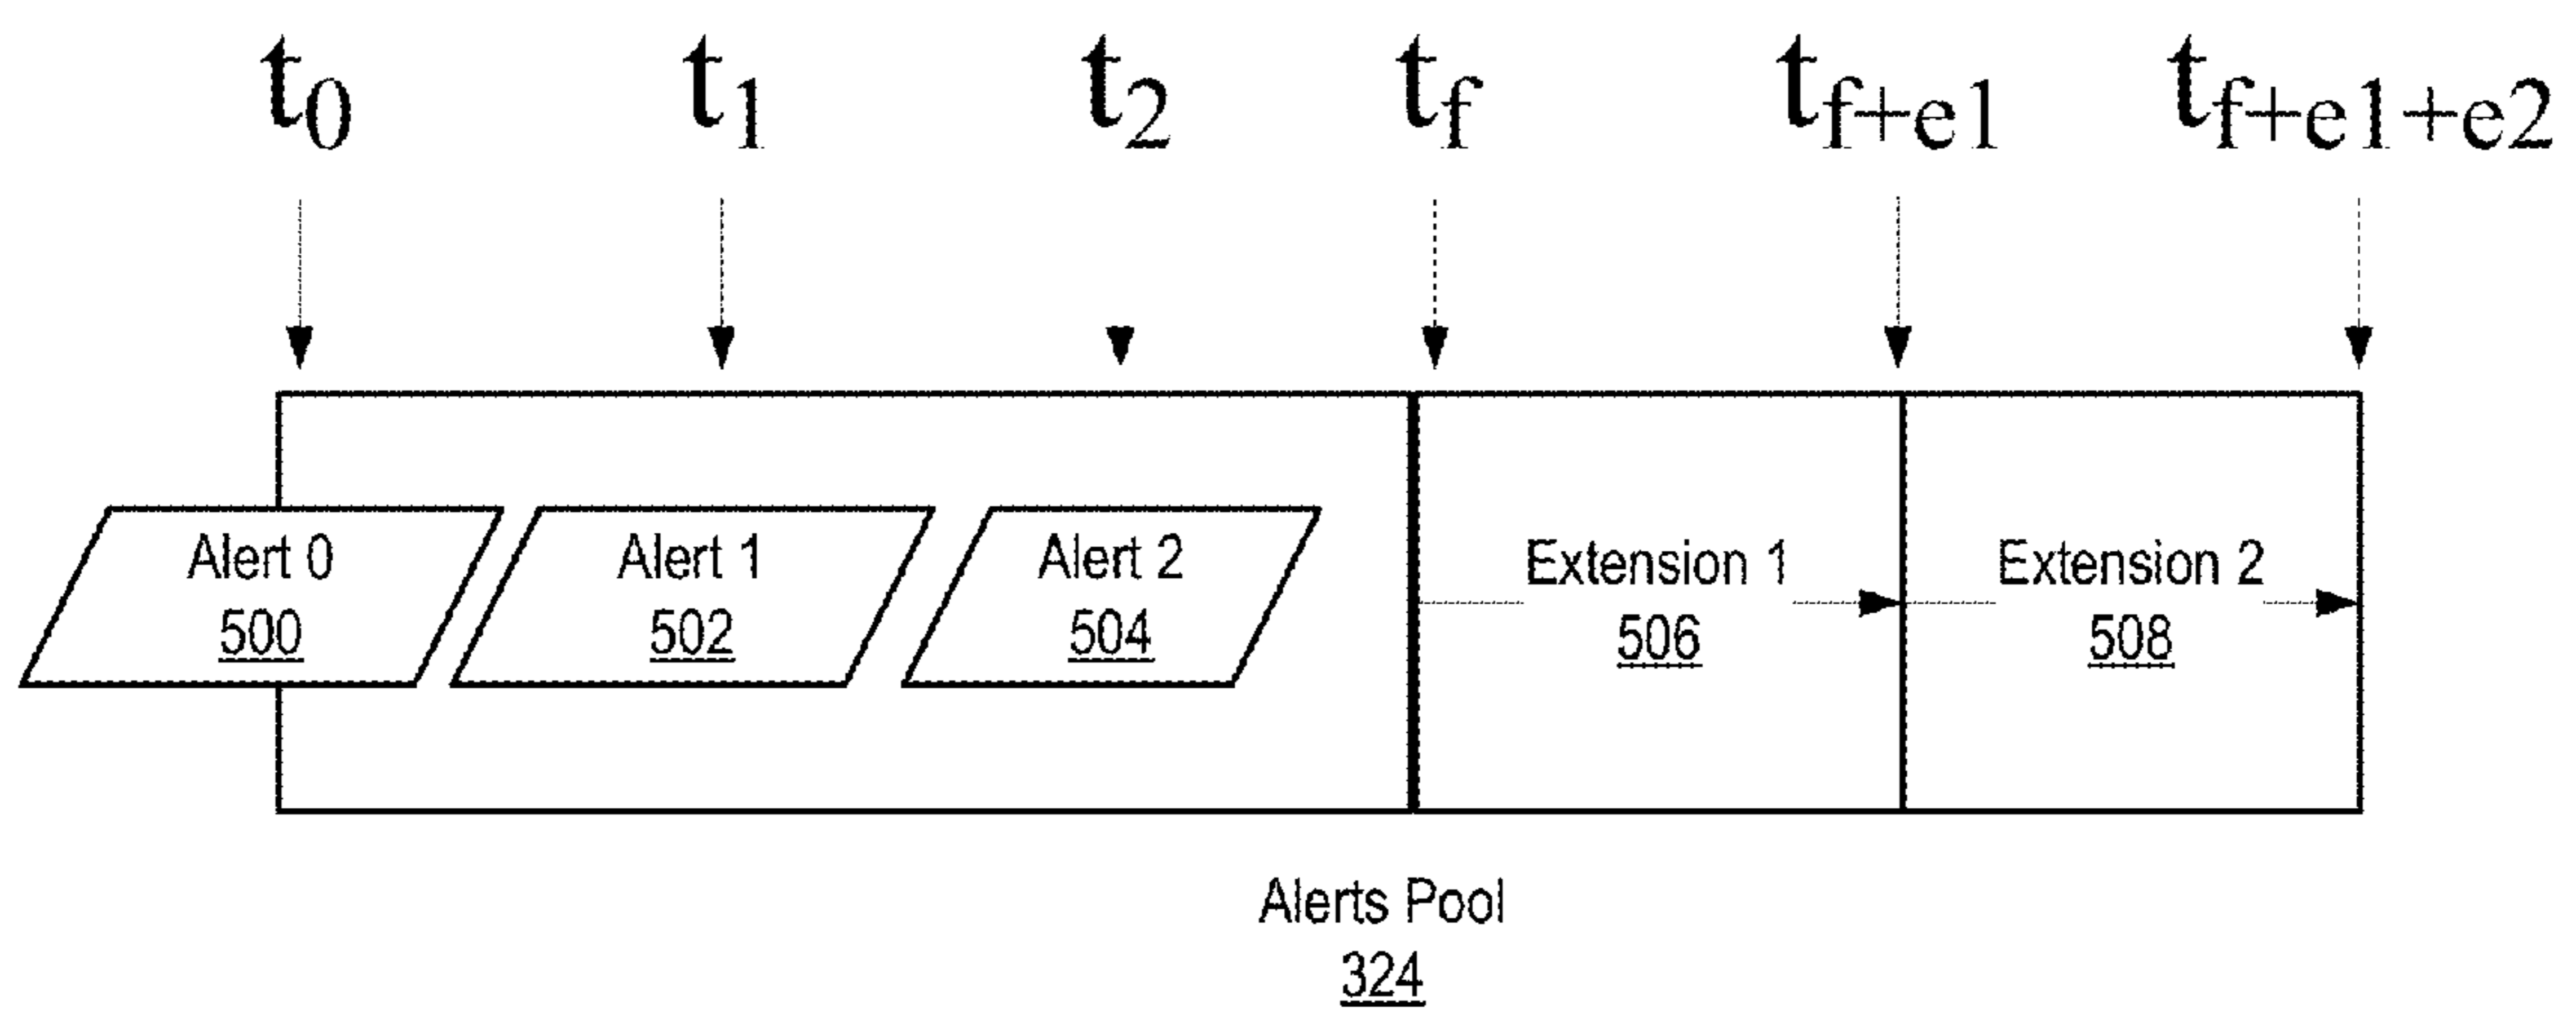 t0 t1 t2 tf tf+e1 tf+e1+e2
Alert 0
500
Alert 1
502
Alert 2
504
Extension 1
506
Extension 2
508
Alerts Pool
324